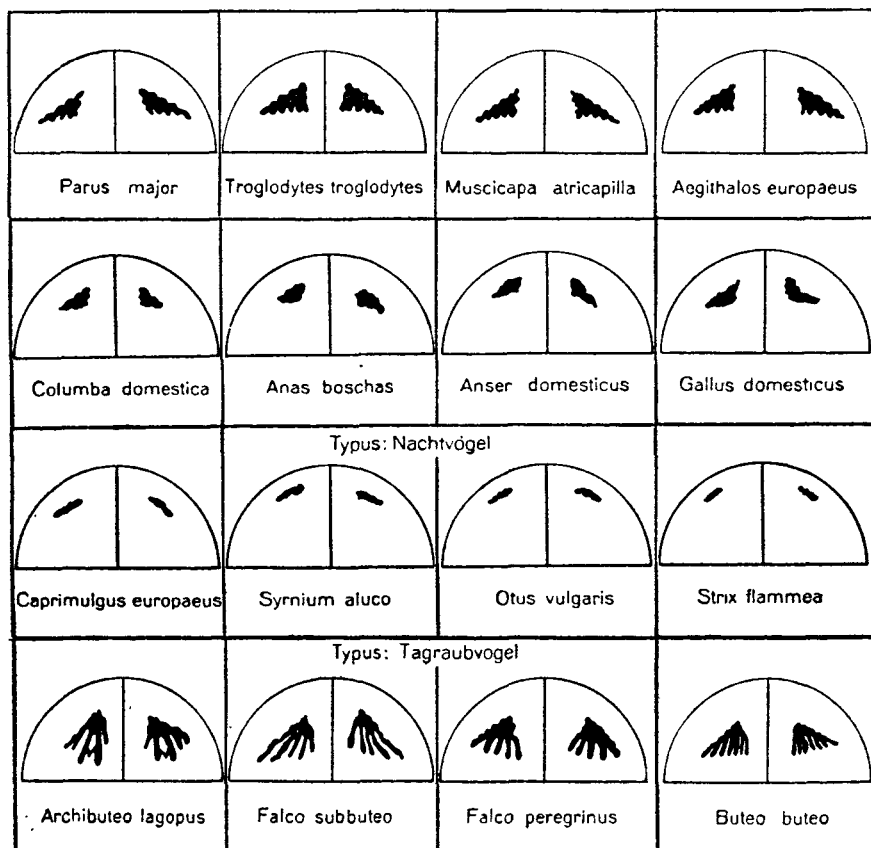 Parus major
Troglodytes troglodytes
Muscicapa atricapilla
Aegithalos europaeus
Columba domestica
Anas boschas
Anser domesticus
Gallus domesticus
Typus: Nachtvögel
Caprimulgus europaeus
Syrnium aluco
Otus vulgaris
Strix flammea
Typus: Tagraubvogel
Archibuteo lagopus
Falco subbuteo
Falco peregrinus
Buteo buteo